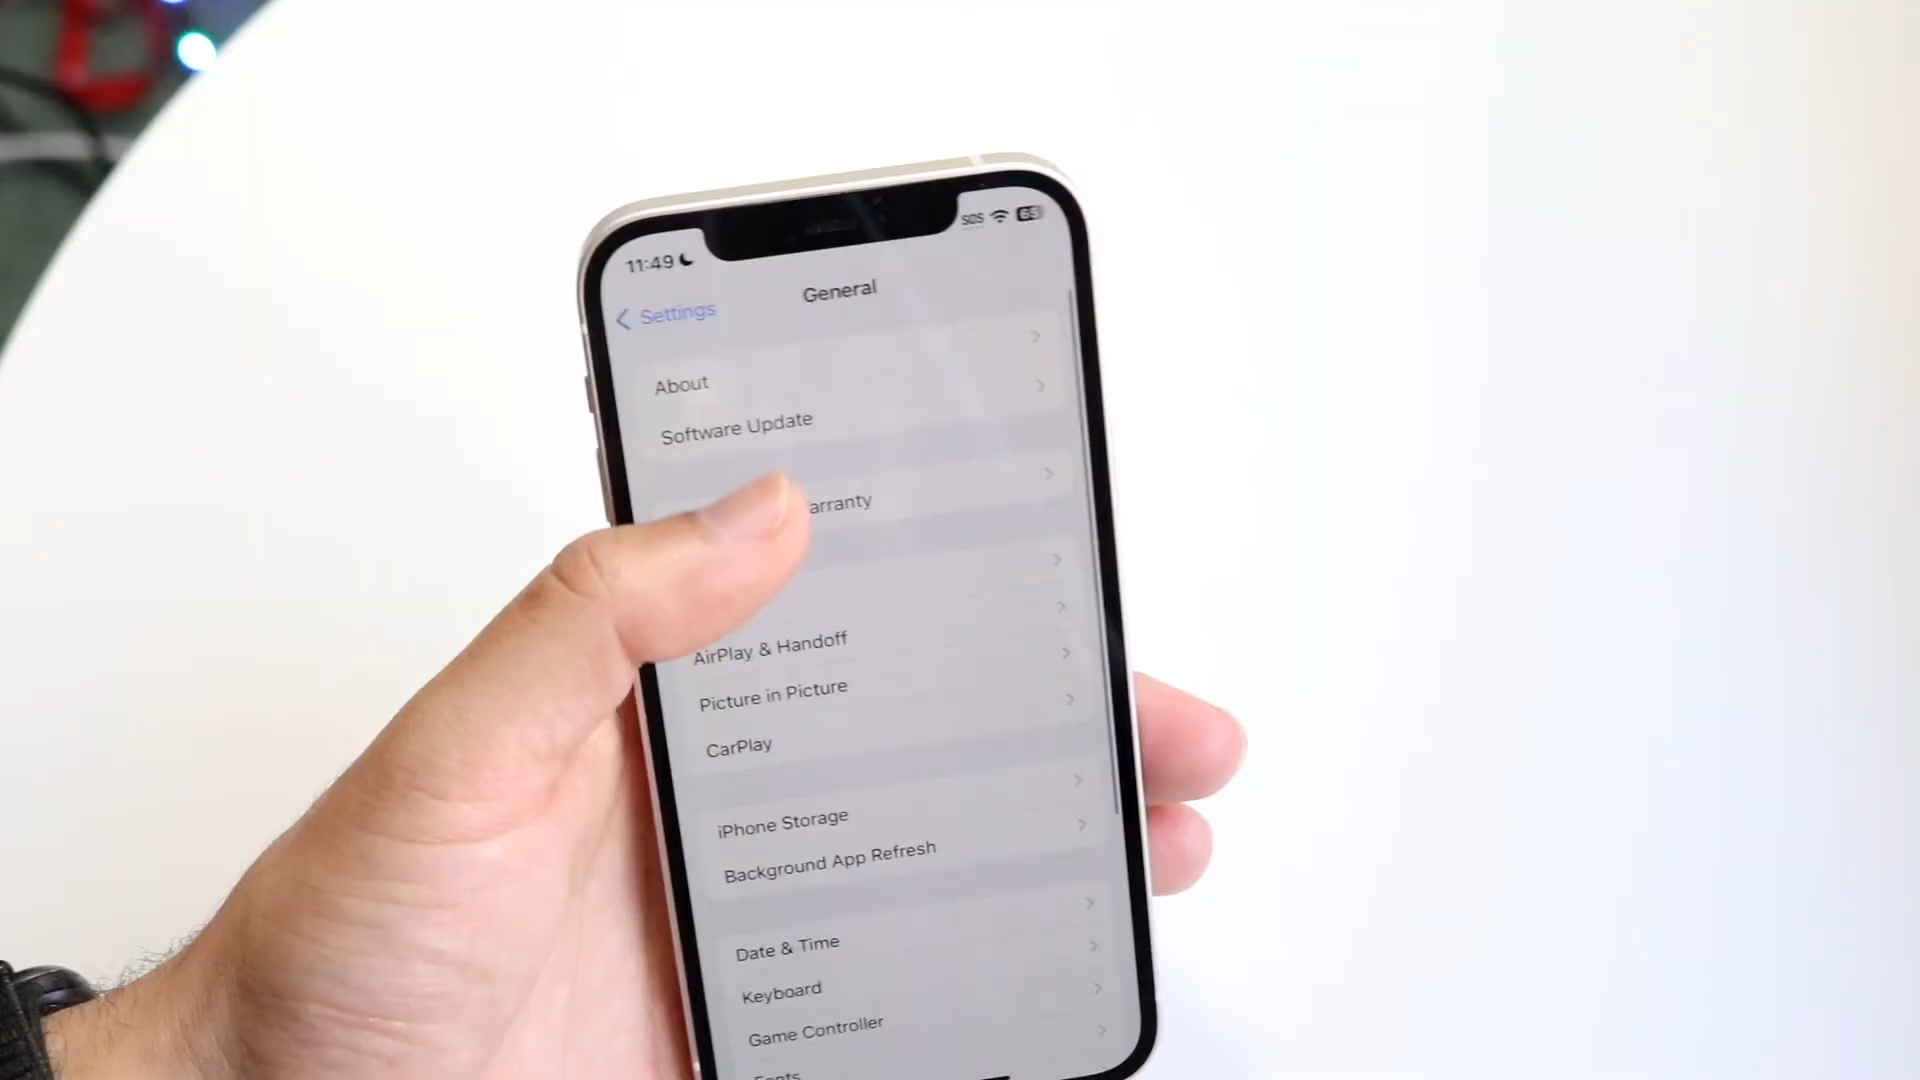 11:49
SOS
General
Settings
About
Software Update
arranty
AirPlay & Handoff
Picture in Picture
CarPlay
iPhone Storage
Background App Refresh
Date & Time
Keyboard
Game Controller